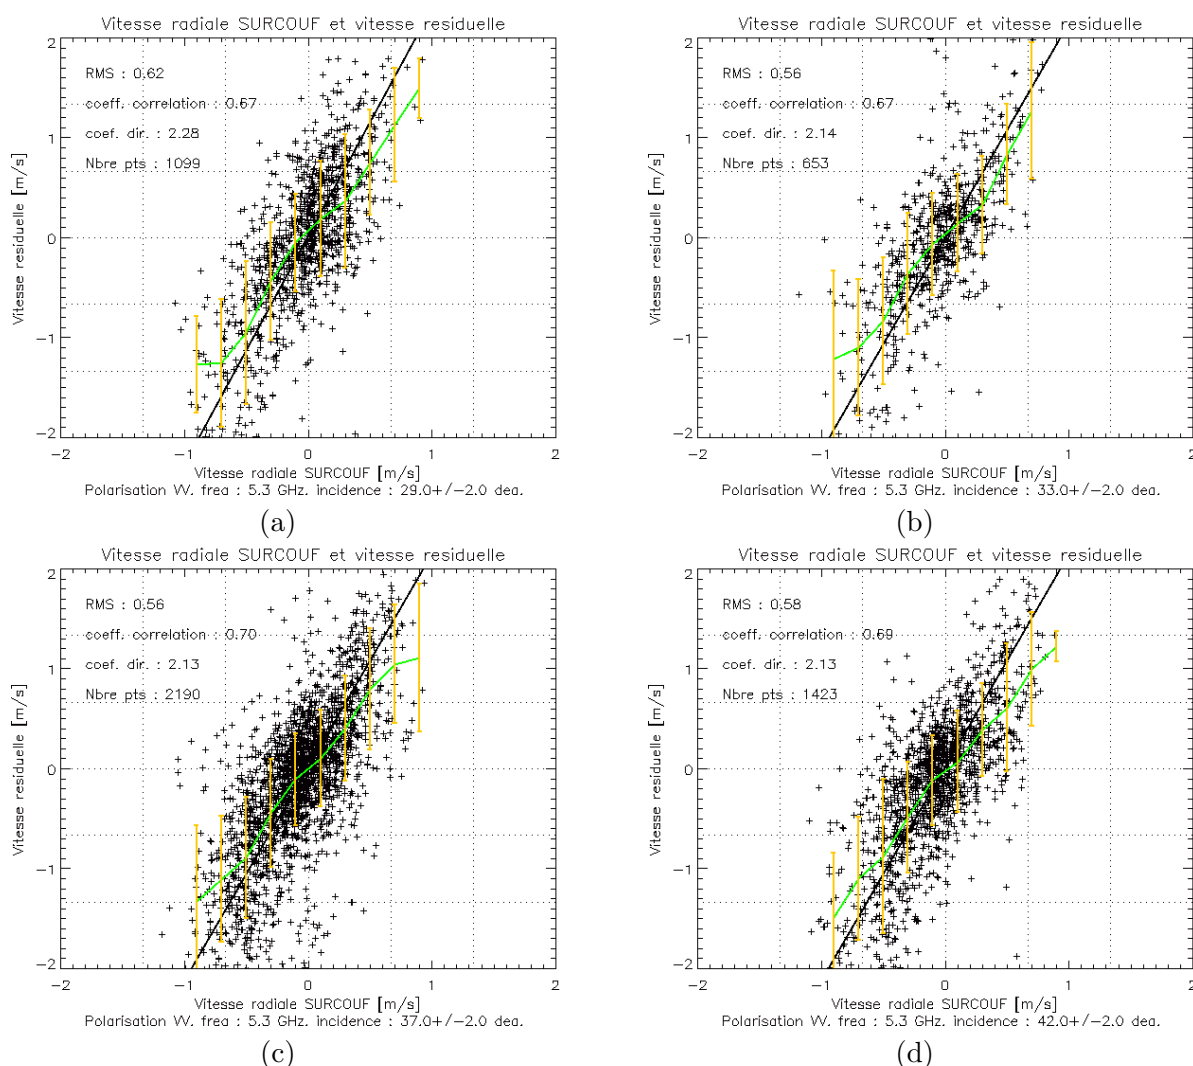 Vitesse radiale SURCOUF et vitesse residuelle
RMS : 0.62
coeff. correlation : 0.67
coef. dir. : 2.28
Nbre pts : 1099
Vitesse residuelle [m/s]
2
1
0
−1
−2
−2
−1
0
1
2
Vitesse radiale SURCOUF [m/s]
Polarisation VV. freq : 5.3 GHz. incidence : 29.0+/−2.0 deg.
(a)
Vitesse radiale SURCOUF et vitesse residuelle
RMS : 0.56
coeff. correlation : 0.67
coef. dir. : 2.14
Nbre pts : 653
Vitesse residuelle [m/s]
2
1
0
−1
−2
−2
−1
0
1
2
Vitesse radiale SURCOUF [m/s]
Polarisation VV. freq : 5.3 GHz. incidence : 33.0+/−2.0 deg.
(b)
Vitesse radiale SURCOUF et vitesse residuelle
RMS : 0.56
coeff. correlation : 0.70
coef. dir. : 2.13
Nbre pts : 2190
Vitesse residuelle [m/s]
2
1
0
−1
−2
−2
−1
0
1
2
Vitesse radiale SURCOUF [m/s]
Polarisation VV. freq : 5.3 GHz. incidence : 37.0+/−2.0 deg.
(c)
Vitesse radiale SURCOUF et vitesse residuelle
RMS : 0.58
coeff. correlation : 0.69
coef. dir. : 2.13
Nbre pts : 1423
Vitesse residuelle [m/s]
2
1
0
−1
−2
−2
−1
0
1
2
Vitesse radiale SURCOUF [m/s]
Polarisation VV. freq : 5.3 GHz. incidence : 42.0+/−2.0 deg.
(d)